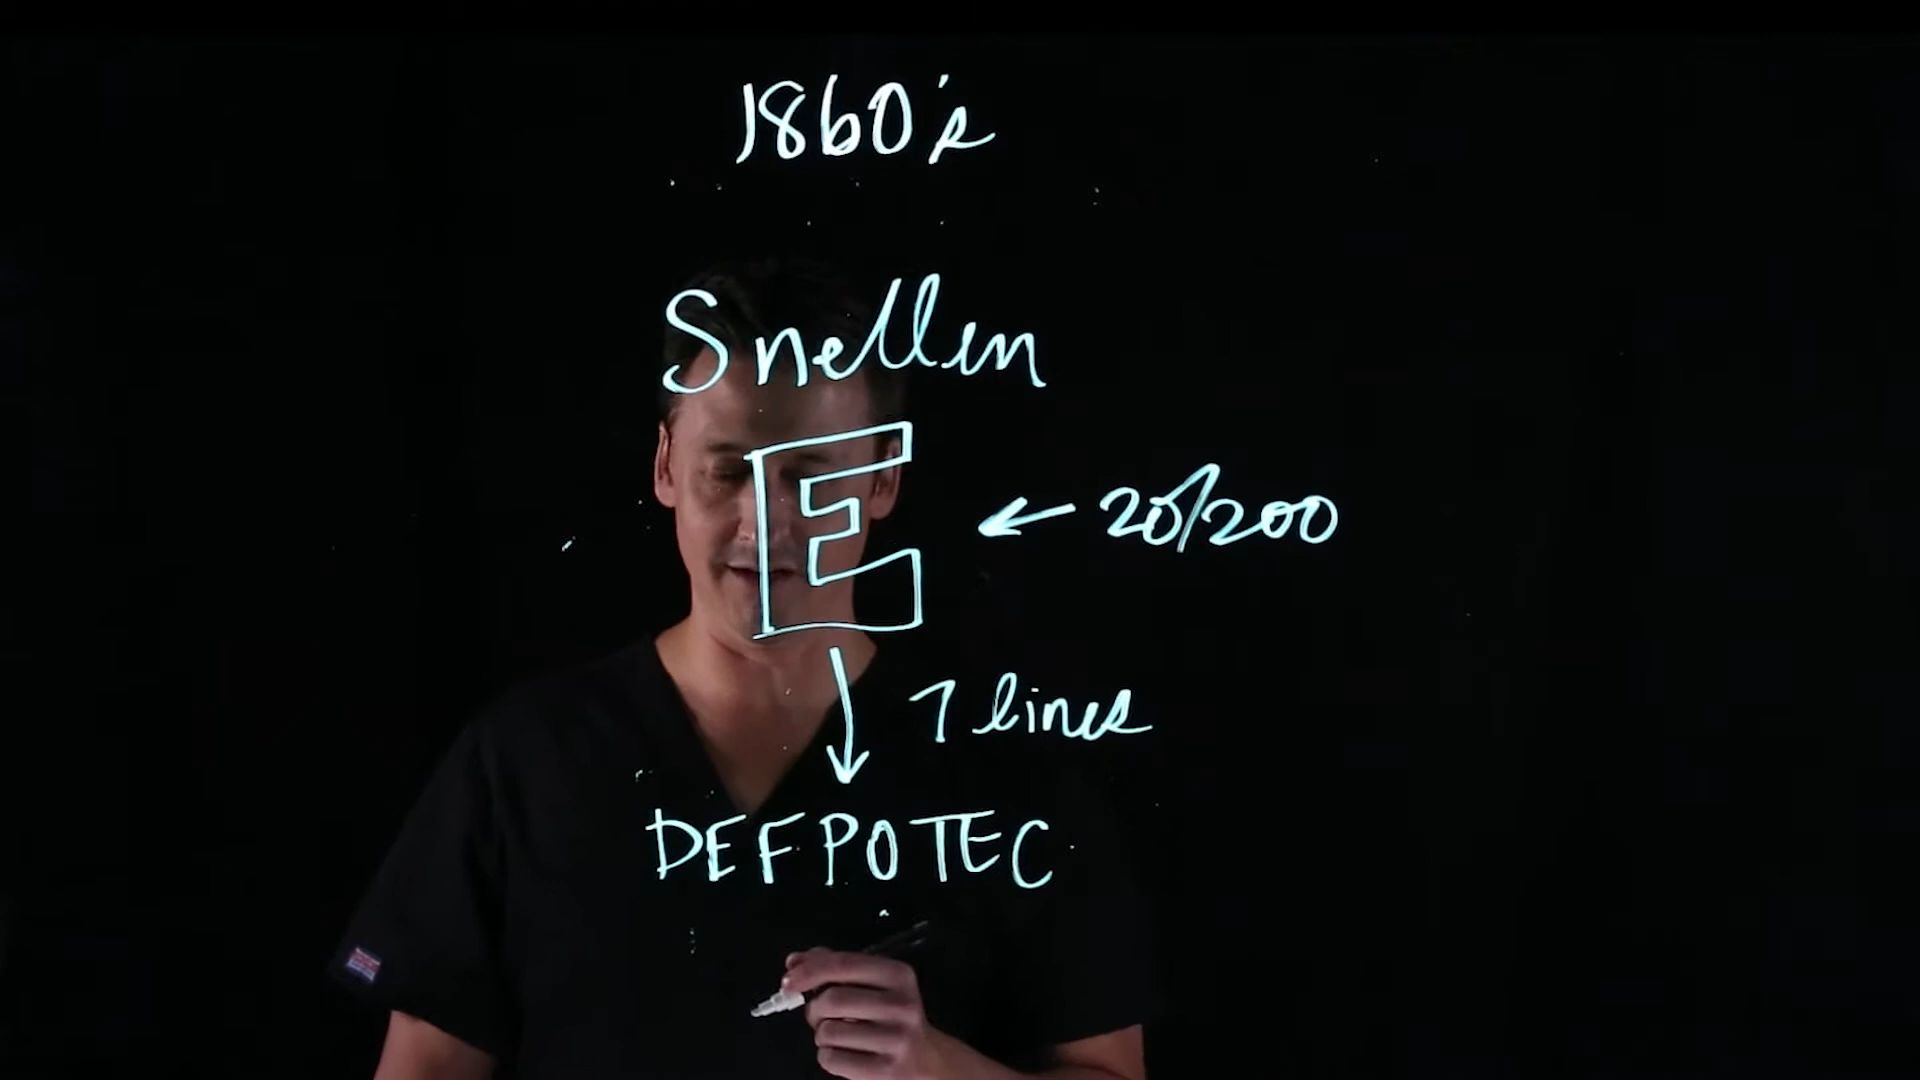 1860's
Snellen
E ← 20/200
↓ 7 lines
DEFPOTEC